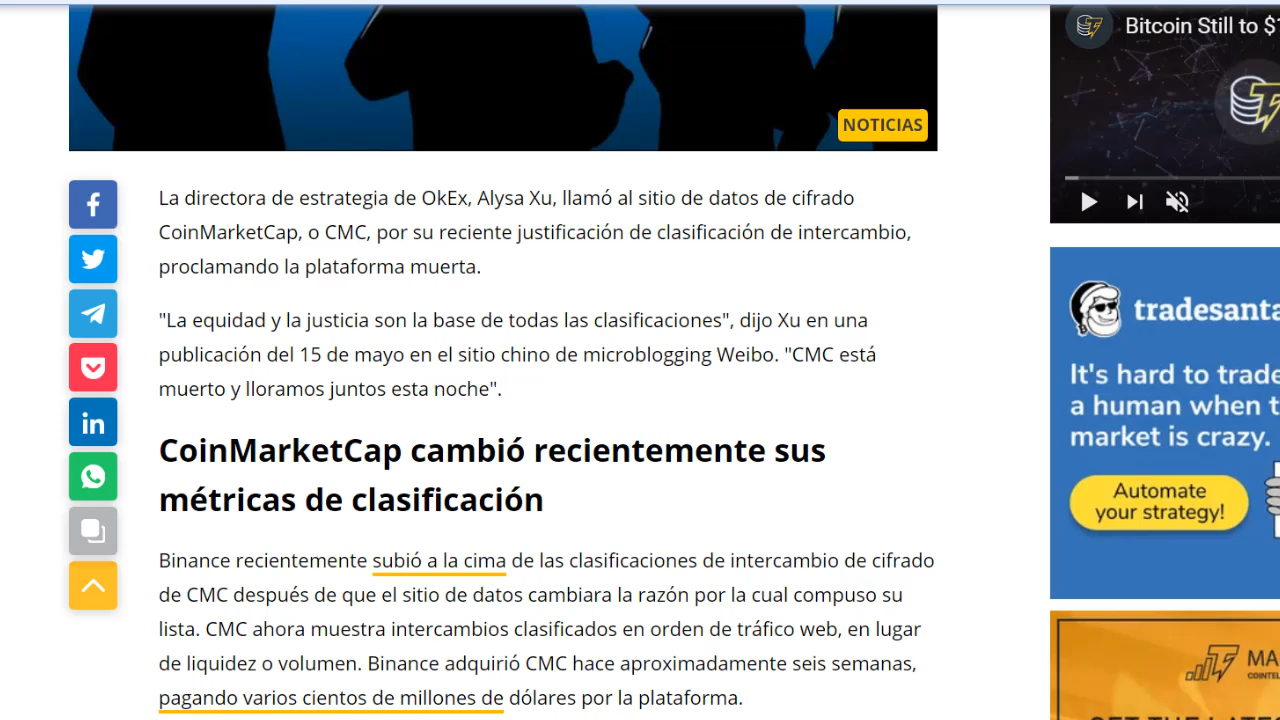 NOTICIAS
La directora de estrategia de OkEx, Alysa Xu, llamó al sitio de datos de cifrado
CoinMarketCap, o CMC, por su reciente justificación de clasificación de intercambio,
proclamando la plataforma muerta.
"La equidad y la justicia son la base de todas las clasificaciones", dijo Xu en una
publicación del 15 de mayo en el sitio chino de microblogging Weibo. "CMC está
muerto y lloramos juntos esta noche".
CoinMarketCap cambió recientemente sus
métricas de clasificación
Binance recientemente subió a la cima de las clasificaciones de intercambio de cifrado
de CMC después de que el sitio de datos cambiara la razón por la cual compuso su
lista. CMC ahora muestra intercambios clasificados en orden de tráfico web, en lugar
de liquidez o volumen. Binance adquirió CMC hace aproximadamente seis semanas,
pagando varios cientos de millones de dólares por la plataforma.
Bitcoin Still to $
tradesanta
It's hard to trade
a human when t
market is crazy.
Automate
your strategy!
MA
COINTEL
GET THE LATES